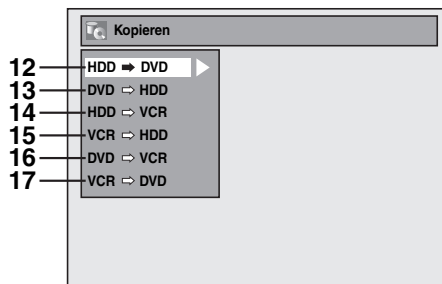 Kopieren
12 HDD ➡ DVD
13 DVD ⇨ HDD
14 HDD ⇨ VCR
15 VCR ⇨ HDD
16 DVD ⇨ VCR
17 VCR ⇨ DVD